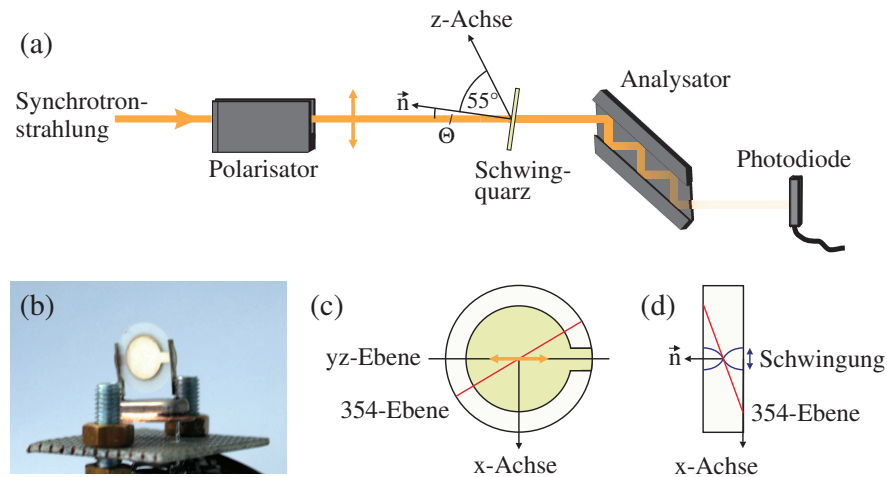 (a)
z-Achse
Analysator
Synchrotron-
strahlung
n
55°
Θ
Polarisator
Schwing-
quarz
Photodiode
(b)
(c)
yz-Ebene
354-Ebene
x-Achse
(d)
n
Schwingung
354-Ebene
x-Achse